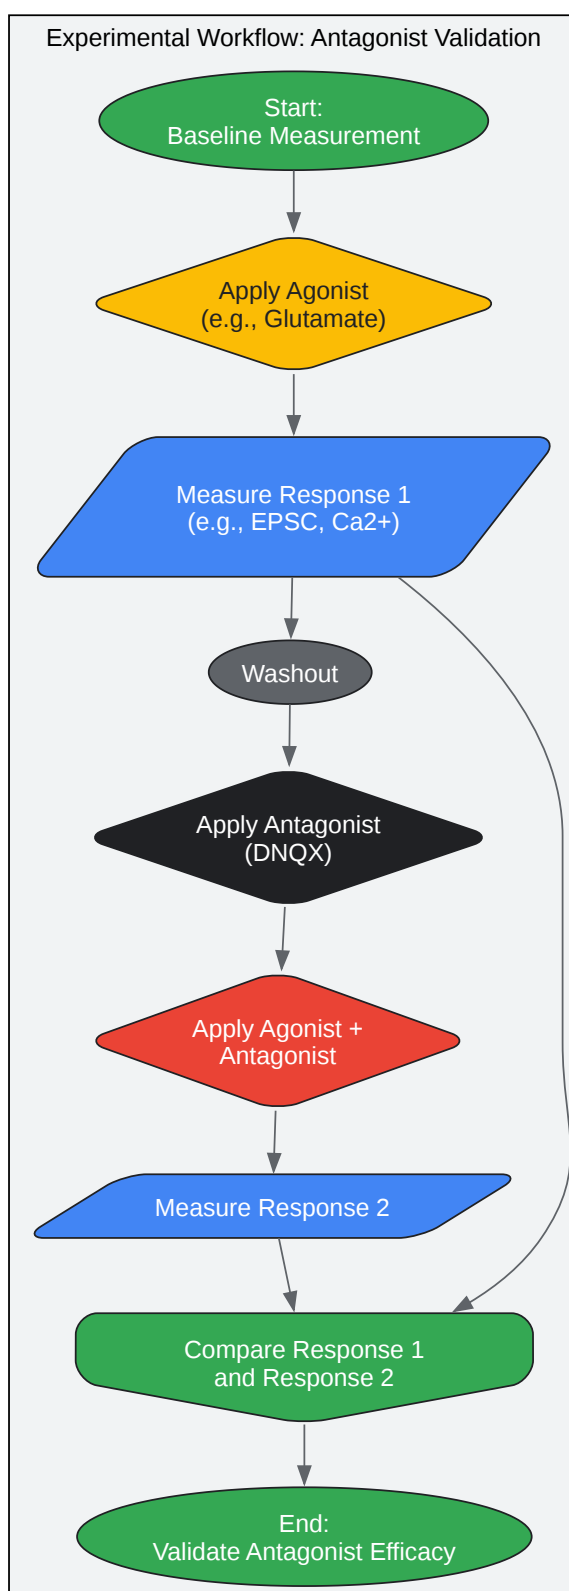 Experimental Workflow: Antagonist Validation
Start:
Baseline Measurement
Apply Agonist
(e.g., Glutamate)
Measure Response 1
(e.g., EPSC, Ca2+)
Washout
Apply Antagonist
(DNQX)
Apply Agonist +
Antagonist
Measure Response 2
Compare Response 1
and Response 2
End:
Validate Antagonist Efficacy